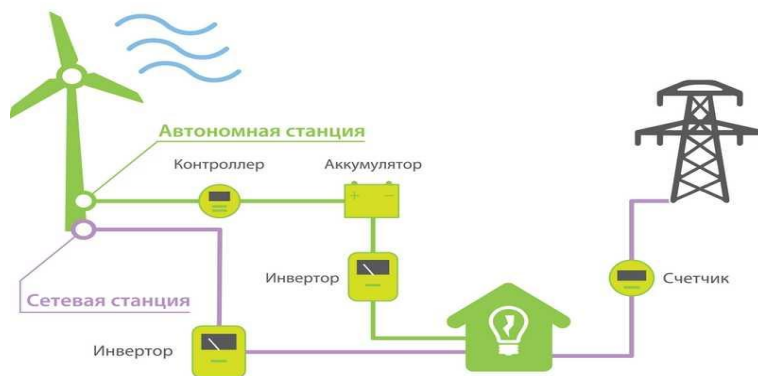 Автономная станция
Контроллер
Аккумулятор
Инвертор
Счетчик
Сетевая станция
Инвертор